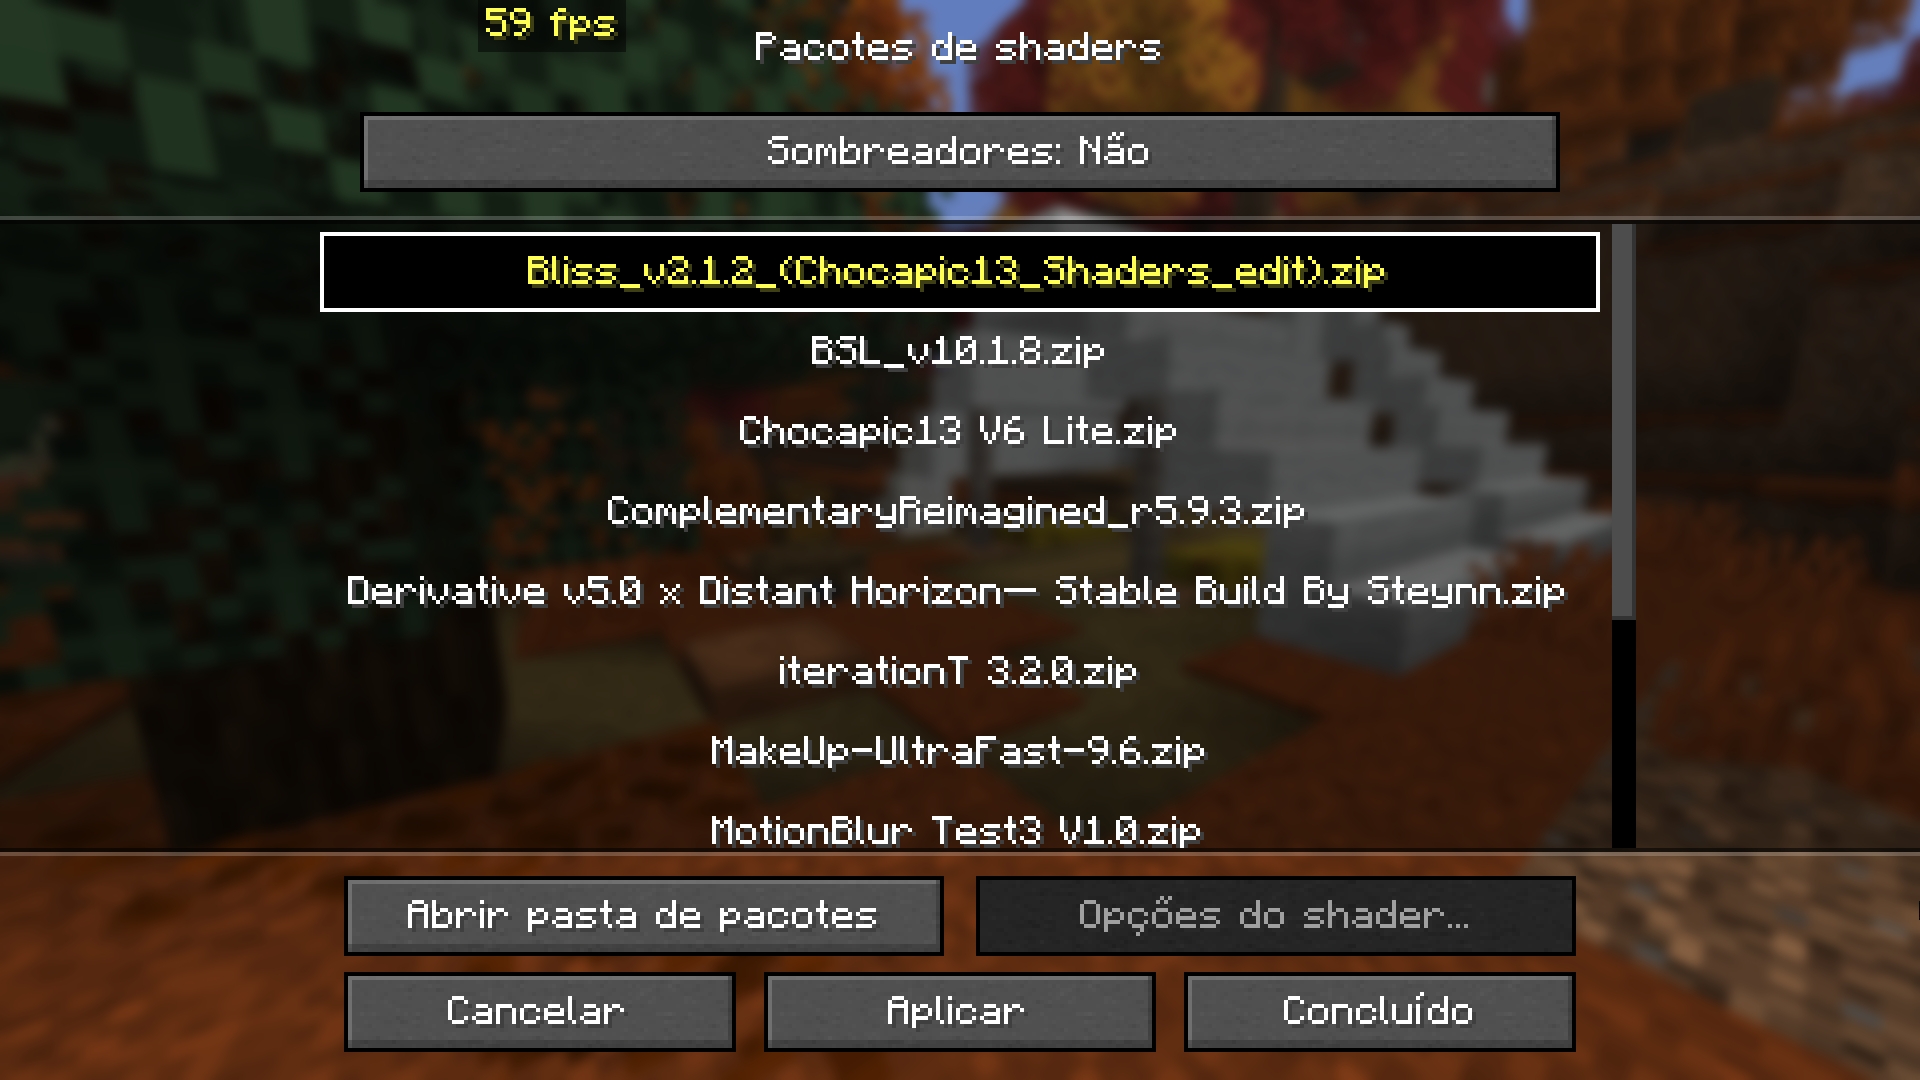 59 fps
Pacotes de shaders
Sombreadores: Não
Bliss_v2.1.2_(Chocapic13_Shaders_edit).zip
BSL_v10.1.8.zip
Chocapic13 V6 Lite.zip
ComplementaryReimagined_r5.9.3.zip
Derivative v5.0 x Distant Horizon— Stable Build By Steynn.zip
iterationT 3.2.0.zip
MakeUp-UltraFast-9.6.zip
MotionBlur Test3 V1.0.zip
Abrir pasta de pacotes
Opções do shader...
Cancelar
Aplicar
Concluído